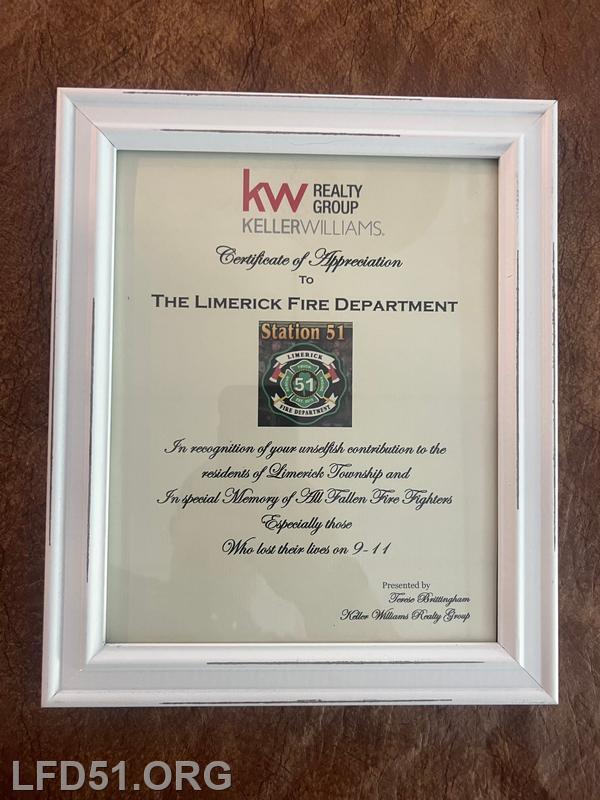 kw REALTY
GROUP
KELLERWILLIAMS.
Certificate of Appreciation
To
THE LIMERICK FIRE DEPARTMENT
Station 51
LIMERICK
51
FIRE DEPARTMENT
In recognition of your unselfish contribution to the
residents of Limerick Township and
In special Memory of All Fallen Fire Fighters
Especially those
Who lost their lives on 9-11
Presented by
Terese Brittingham
Keller Williams Realty Group
LFD51.ORG